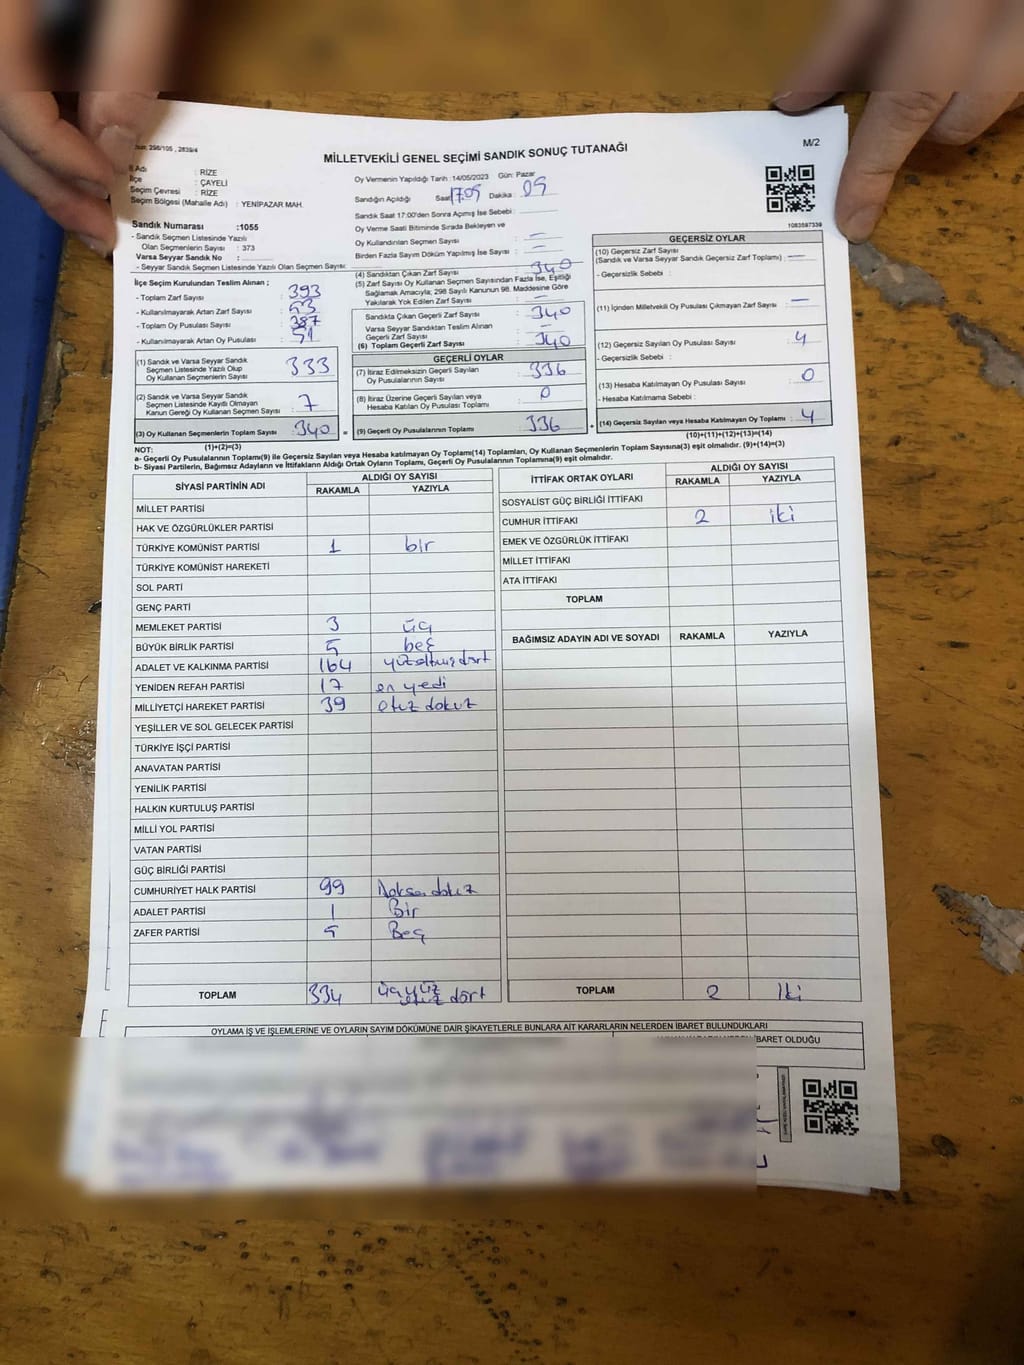 298/105 , 2839/4
M/2
MİLLETVEKİLİ GENEL SEÇİMİ SANDIK SONUÇ TUTANAĞI
İl Adı : RİZE
İlçe : ÇAYELİ
Seçim Çevresi : RİZE
Seçim Bölgesi (Mahalle Adı) : YENİPAZAR MAH.
Oy Vermenin Yapıldığı Tarih :14/05/2023 Gün: Pazar
Sandığın Açıldığı Saat 17.05 Dakika : 05
Sandık Saat 17:00'den Sonra Açılmış İse Sebebi :
Oy Verme Saati Bitiminde Sırada Bekleyen ve
Oy Kullandırılan Seçmen Sayısı : —
Birden Fazla Sayım Döküm Yapılmış İse Sayısı : —
1083597339
Sandık Numarası :1055
- Sandık Seçmen Listesinde Yazılı
Olan Seçmenlerin Sayısı : 373
Varsa Seyyar Sandık No :
- Seyyar Sandık Seçmen Listesinde Yazılı Olan Seçmen Sayısı:
İlçe Seçim Kurulundan Teslim Alınan ;
- Toplam Zarf Sayısı : 393
- Kullanılmayarak Artan Zarf Sayısı : 53
- Toplam Oy Pusulası Sayısı : 387
- Kullanılmayarak Artan Oy Pusulası : 51
(1) Sandık ve Varsa Seyyar Sandık
Seçmen Listesinde Yazılı Olup
Oy Kullanan Seçmenlerin Sayısı : 333
(2) Sandık ve Varsa Seyyar Sandık
Seçmen Listesinde Kayıtlı Olmayan
Kanun Gereği Oy Kullanan Seçmen Sayısı : 7
(3) Oy Kullanan Seçmenlerin Toplam Sayısı : 340
(1)+(2)=(3)
(4) Sandıktan Çıkan Zarf Sayısı : 340
(5) Zarf Sayısı Oy Kullanan Seçmen Sayısından Fazla İse, Eşitliği
Sağlamak Amacıyla; 298 Sayılı Kanunun 98. Maddesine Göre
Yakılarak Yok Edilen Zarf Sayısı : —
Sandıkta Çıkan Geçerli Zarf Sayısı : 340
Varsa Seyyar Sandıktan Teslim Alınan
Geçerli Zarf Sayısı : —
(6) Toplam Geçerli Zarf Sayısı : 340
GEÇERLİ OYLAR
(7) İtiraz Edilmeksizin Geçerli Sayılan
Oy Pusulalarının Sayısı : 336
(8) İtiraz Üzerine Geçerli Sayılan veya
Hesaba Katılan Oy Pusulası Toplamı : 0
= (9) Geçerli Oy Pusulalarının Toplamı : 336
GEÇERSİZ OYLAR
(10) Geçersiz Zarf Sayısı
(Sandık ve Varsa Seyyar Sandık Geçersiz Zarf Toplamı) : —
- Geçersizlik Sebebi :
(11) İçinden Milletvekili Oy Pusulası Çıkmayan Zarf Sayısı : —
(12) Geçersiz Sayılan Oy Pusulası Sayısı : 4
- Geçersizlik Sebebi :
(13) Hesaba Katılmayan Oy Pusulası Sayısı : 0
- Hesaba Katılmama Sebebi :
+ (14) Geçersiz Sayılan veya Hesaba Katılmayan Oy Toplamı : 4
(10)+(11)+(12)+(13)=(14)
NOT:
a- Geçerli Oy Pusulalarının Toplamı(9) ile Geçersiz Sayılan veya Hesaba katılmayan Oy Toplamı(14) Toplamları, Oy Kullanan Seçmenlerin Toplam Sayısına(3) eşit olmalıdır. (9)+(14)=(3)
b- Siyasi Partilerin, Bağımsız Adayların ve İttifakların Aldığı Ortak Oyların Toplamı, Geçerli Oy Pusulalarının Toplamına(9) eşit olmalıdır.
SİYASİ PARTİNİN ADI ALDIĞI OY SAYISI
RAKAMLA YAZIYLA
MİLLET PARTİSİ
HAK VE ÖZGÜRLÜKLER PARTİSİ
TÜRKİYE KOMÜNİST PARTİSİ 1 bir
TÜRKİYE KOMÜNİST HAREKETİ
SOL PARTİ
GENÇ PARTİ
MEMLEKET PARTİSİ 3 üç
BÜYÜK BİRLİK PARTİSİ 5 beş
ADALET VE KALKINMA PARTİSİ 164 yüzaltmışdört
YENİDEN REFAH PARTİSİ 17 on yedi
MİLLİYETÇİ HAREKET PARTİSİ 39 otuz dokuz
YEŞİLLER VE SOL GELECEK PARTİSİ
TÜRKİYE İŞÇİ PARTİSİ
ANAVATAN PARTİSİ
YENİLİK PARTİSİ
HALKIN KURTULUŞ PARTİSİ
MİLLİ YOL PARTİSİ
VATAN PARTİSİ
GÜÇ BİRLİĞİ PARTİSİ
CUMHURİYET HALK PARTİSİ 99 Doksan dokuz
ADALET PARTİSİ 1 Bir
ZAFER PARTİSİ 5 Beş
TOPLAM 334 üçyüz otuz dört
İTTİFAK ORTAK OYLARI ALDIĞI OY SAYISI
RAKAMLA YAZIYLA
SOSYALİST GÜÇ BİRLİĞİ İTTİFAKI
CUMHUR İTTİFAKI 2 iki
EMEK VE ÖZGÜRLÜK İTTİFAKI
MİLLET İTTİFAKI
ATA İTTİFAKI
TOPLAM
BAĞIMSIZ ADAYIN ADI VE SOYADI RAKAMLA YAZIYLA
TOPLAM 2 İki
OYLAMA İŞ VE İŞLEMLERİNE VE OYLARIN SAYIM DÖKÜMÜNE DAİR ŞİKAYETLERLE BUNLARA AİT KARARLARIN NELERDEN İBARET BULUNDUKLARI
İBARET OLDUĞU